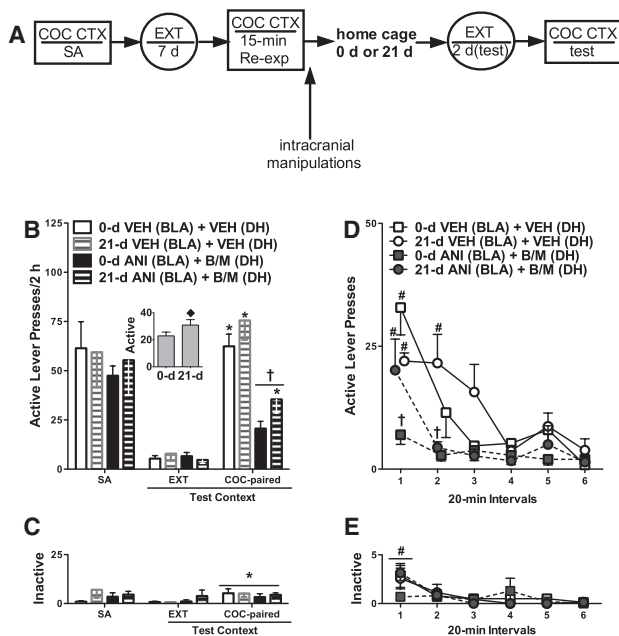 A
COC CTX
SA
EXT
7 d
COC CTX
15-min
Re-exp
home cage
0 d or 21 d
EXT
2 d(test)
COC CTX
test
intracranial
manipulations
B
0-d VEH (BLA) + VEH (DH)
21-d VEH (BLA) + VEH (DH)
0-d ANI (BLA) + B/M (DH)
21-d ANI (BLA) + B/M (DH)
Active Lever Presses/2 h
125
100
75
50
25
0
Active
40
20
0
0-d 21-d
◆
* *
†
*
SA EXT COC-paired
Test Context
C
Inactive
25
0
*
SA EXT COC-paired
Test Context
D
0-d VEH (BLA) + VEH (DH)
21-d VEH (BLA) + VEH (DH)
0-d ANI (BLA) + B/M (DH)
21-d ANI (BLA) + B/M (DH)
Active Lever Presses
50
25
0
#
# # #
† †
1 2 3 4 5 6
20-min Intervals
E
Inactive
5
0
#
1 2 3 4 5 6
20-min Intervals